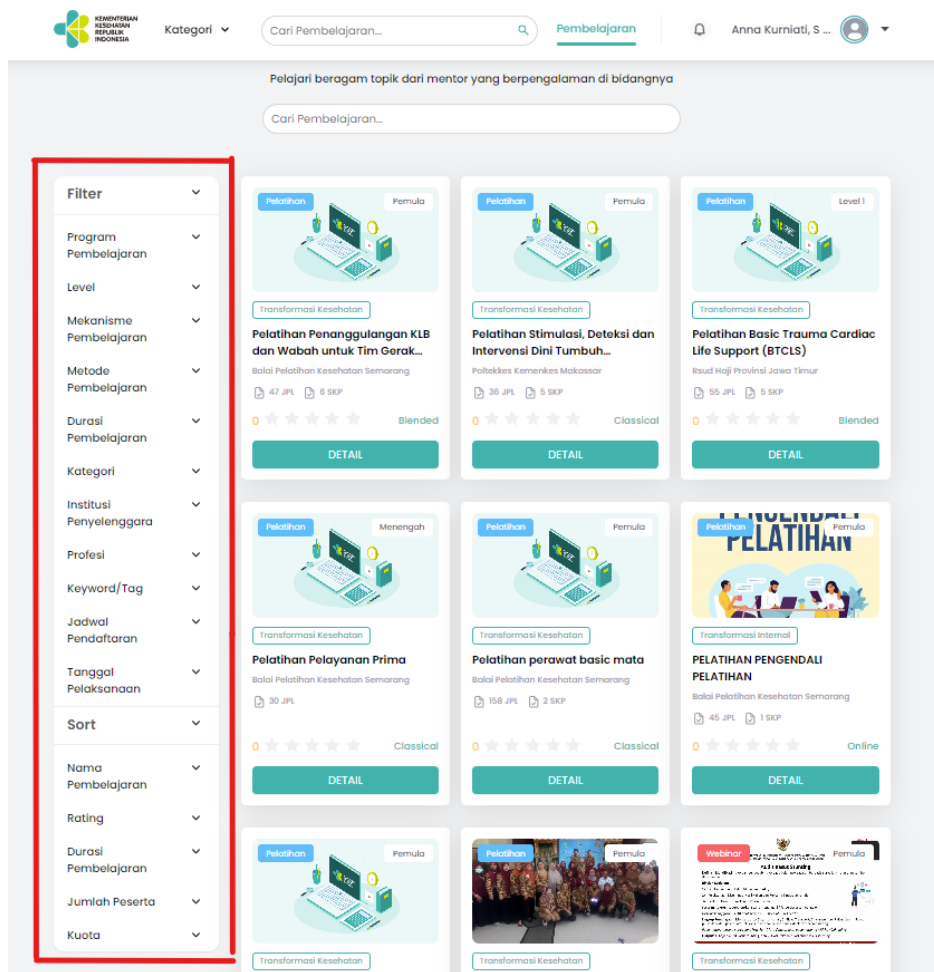 KEMENTERIAN
KESEHATAN
REPUBLIK
INDONESIA
Kategori
Cari Pembelajaran...
Pembelajaran
Anna Kurniati, S ...
Pelajari beragam topik dari mentor yang berpengalaman di bidangnya
Cari Pembelajaran...
Filter
Program
Pembelajaran
Level
Mekanisme
Pembelajaran
Metode
Pembelajaran
Durasi
Pembelajaran
Kategori
Institusi
Penyelenggara
Profesi
Keyword/Tag
Jadwal
Pendaftaran
Tanggal
Pelaksanaan
Sort
Nama
Pembelajaran
Rating
Durasi
Pembelajaran
Jumlah Peserta
Kuota
Pelatihan
Pemula
Transformasi Kesehatan
Pelatihan Penanggulangan KLB
dan Wabah untuk Tim Gerak...
Balai Pelatihan Kesehatan Semarang
47 JPL 6 SKP
0 Blended
DETAIL
Pelatihan
Pemula
Transformasi Kesehatan
Pelatihan Stimulasi, Deteksi dan
Intervensi Dini Tumbuh...
Poltekkes Kemenkes Makassar
36 JPL 5 SKP
0 Classical
DETAIL
Pelatihan
Level 1
Transformasi Kesehatan
Pelatihan Basic Trauma Cardiac
Life Support (BTCLS)
Rsud Haji Provinsi Jawa Timur
55 JPL 5 SKP
0 Blended
DETAIL
Pelatihan
Menengah
Transformasi Kesehatan
Pelatihan Pelayanan Prima
Balai Pelatihan Kesehatan Semarang
30 JPL
0 Classical
DETAIL
Pelatihan
Pemula
Transformasi Kesehatan
Pelatihan perawat basic mata
Balai Pelatihan Kesehatan Semarang
158 JPL 2 SKP
0 Classical
DETAIL
PENGENDALI
PELATIHAN
Pelatihan
Pemula
Transformasi Internal
PELATIHAN PENGENDALI
PELATIHAN
Balai Pelatihan Kesehatan Semarang
45 JPL 1 SKP
0 Online
DETAIL
Pelatihan
Pemula
Transformasi Kesehatan
Pelatihan
Pemula
Transformasi Kesehatan
Webinar
Pemula
Transformasi Kesehatan